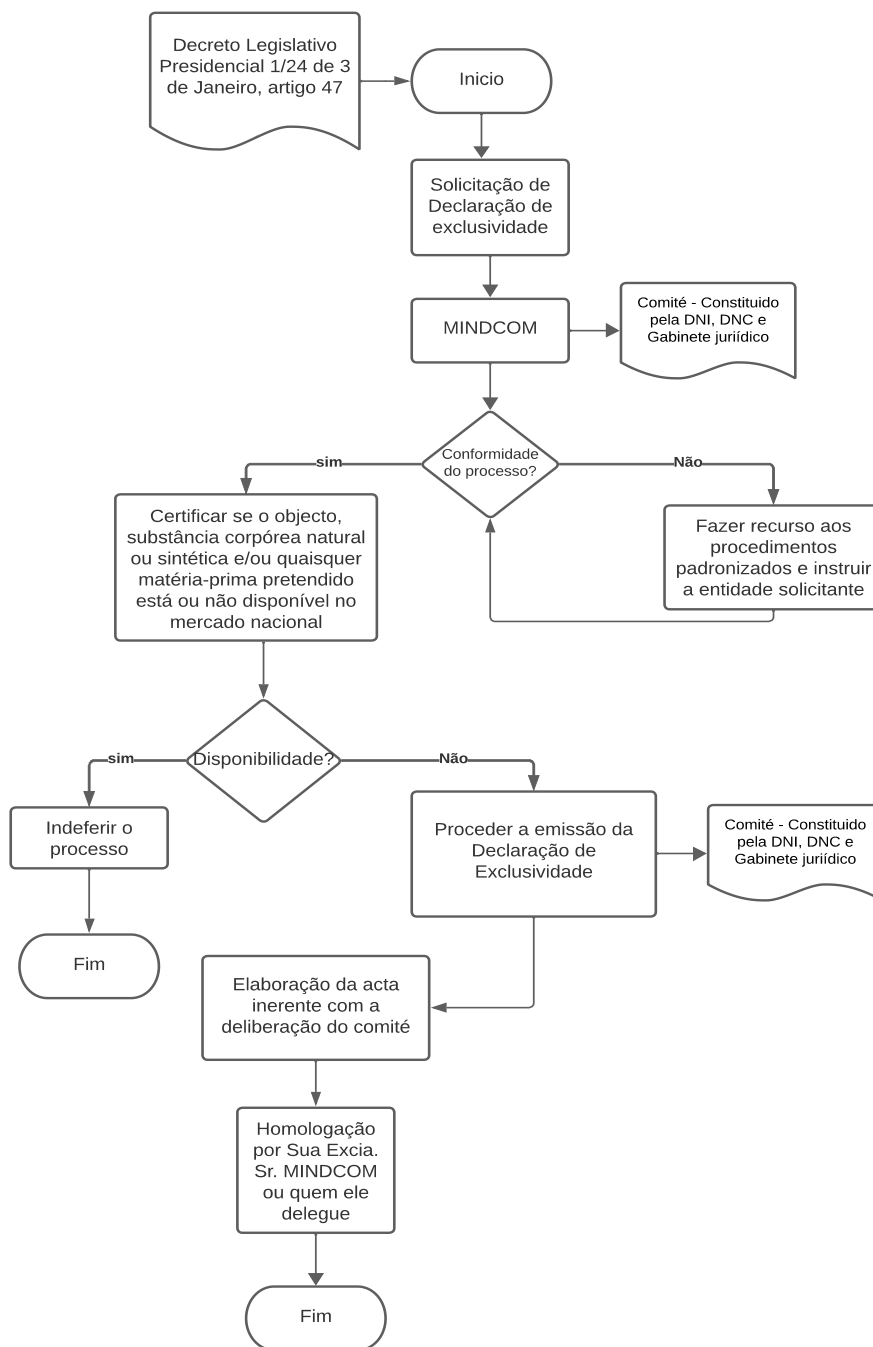 Decreto Legislativo
Presidencial 1/24 de 3
de Janeiro, artigo 47
Inicio
Solicitação de
Declaração de
exclusividade
MINDCOM
Comité - Constituido
pela DNI, DNC e
Gabinete juriídico
Conformidade
do processo?
sim
Não
Certificar se o objecto,
substância corpórea natural
ou sintética e/ou quaisquer
matéria-prima pretendido
está ou não disponível no
mercado nacional
Fazer recurso aos
procedimentos
padronizados e instruir
a entidade solicitante
Disponibilidade?
sim
Não
Indeferir o
processo
Fim
Proceder a emissão da
Declaração de
Exclusividade
Comité - Constituido
pela DNI, DNC e
Gabinete juriídico
Elaboração da acta
inerente com a
deliberação do comité
Homologação
por Sua Excia.
Sr. MINDCOM
ou quem ele
delegue
Fim